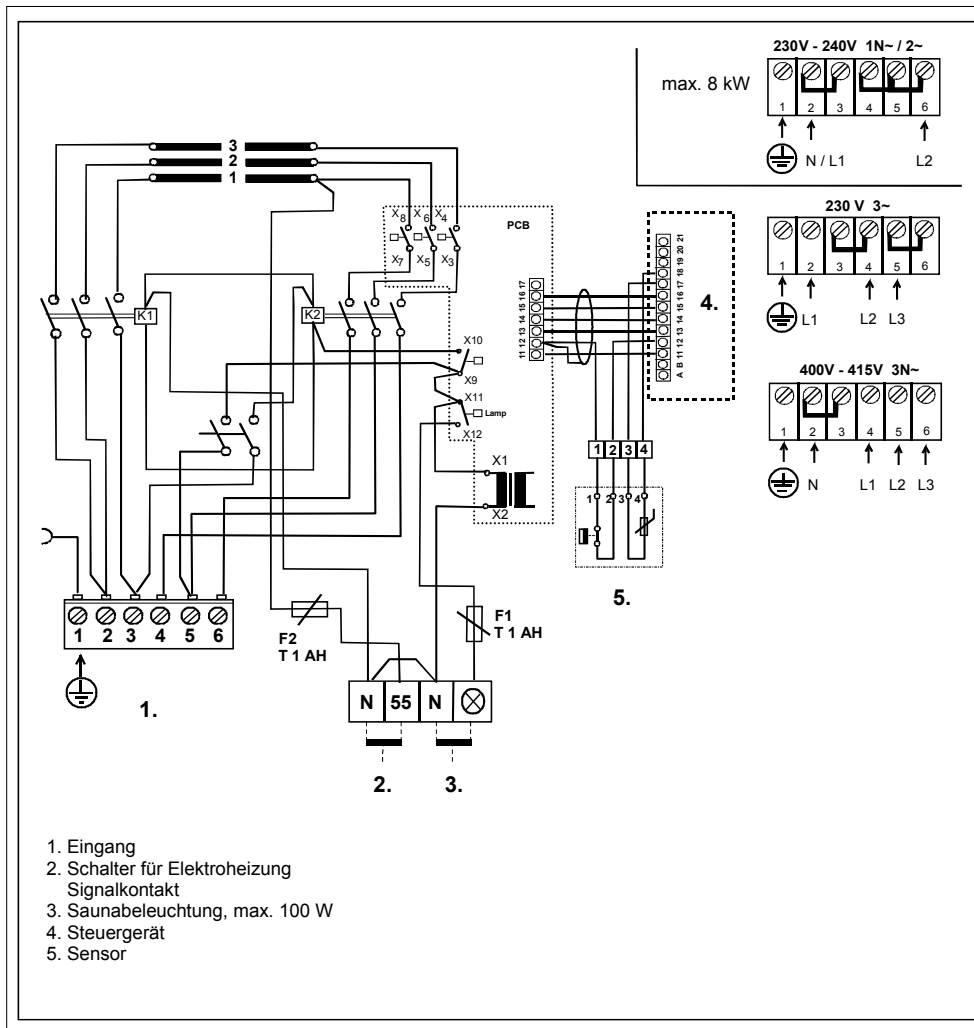 230V - 240V 1N~ / 2~
max. 8 kW
1 2 3 4 5 6
N / L1 L2
230 V 3~
1 2 3 4 5 6
L1 L2 L3
400V - 415V 3N~
1 2 3 4 5 6
N L1 L2 L3
3
2
1
X8 X6 X4
X7 X5 X3
PCB
K1
K2
X10
X9
X11
Lamp
X12
X1
X2
17
16
15
14
13
12
11
21
20
19
18
17
16
15
14
13
12
11
B
A
4.
1 2 3 4
1 2 3 4
5.
1 2 3 4 5 6
1.
F2
T 1 AH
F1
T 1 AH
N 55 N
2. 3.
1. Eingang
2. Schalter für Elektroheizung
Signalkontakt
3. Saunabeleuchtung, max. 100 W
4. Steuergerät
5. Sensor